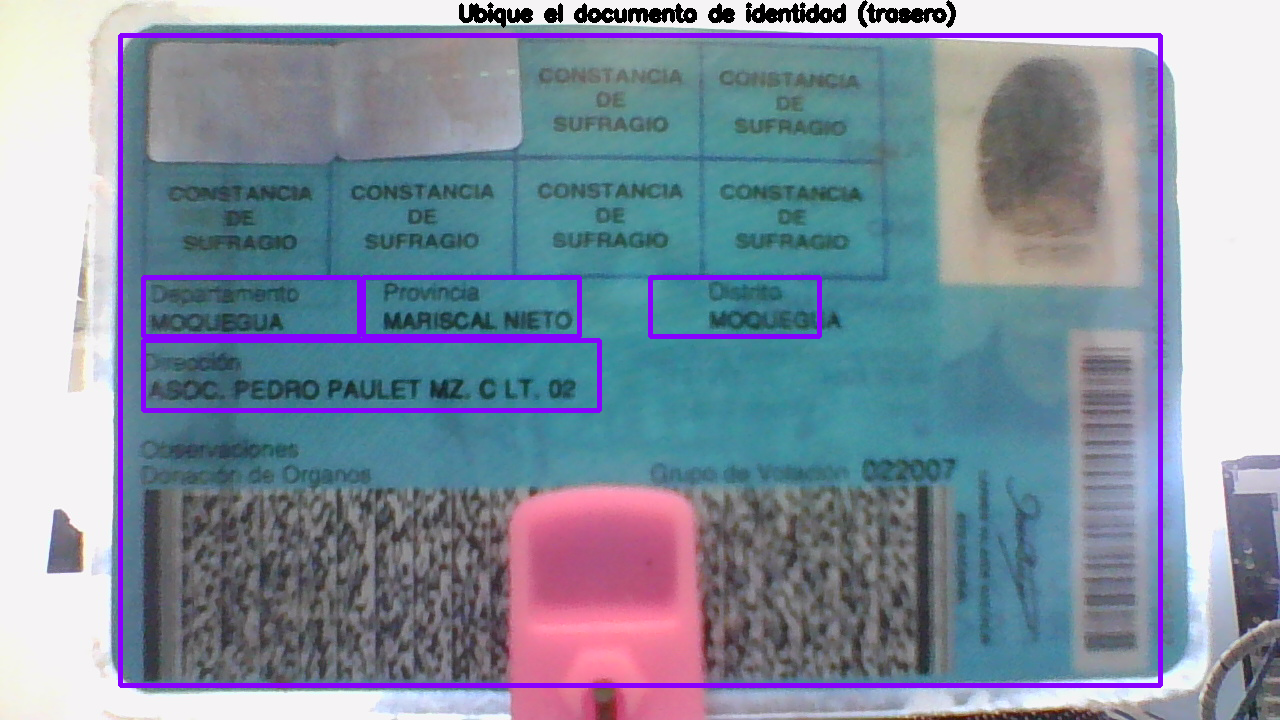 Ubique el documento de identidad (trasero)
CONSTANCIA DE SUFRAGIO
CONSTANCIA DE SUFRAGIO
CONSTANCIA DE SUFRAGIO
CONSTANCIA DE SUFRAGIO
CONSTANCIA DE SUFRAGIO
CONSTANCIA DE SUFRAGIO
Departamento Provincia Distrito
MOQUEGUA MARISCAL NIETO MOQUEGUA
Dirección
ASOC. PEDRO PAULET MZ. C LT. 02
Observaciones
Donación de Organos Grupo de Votación 022007